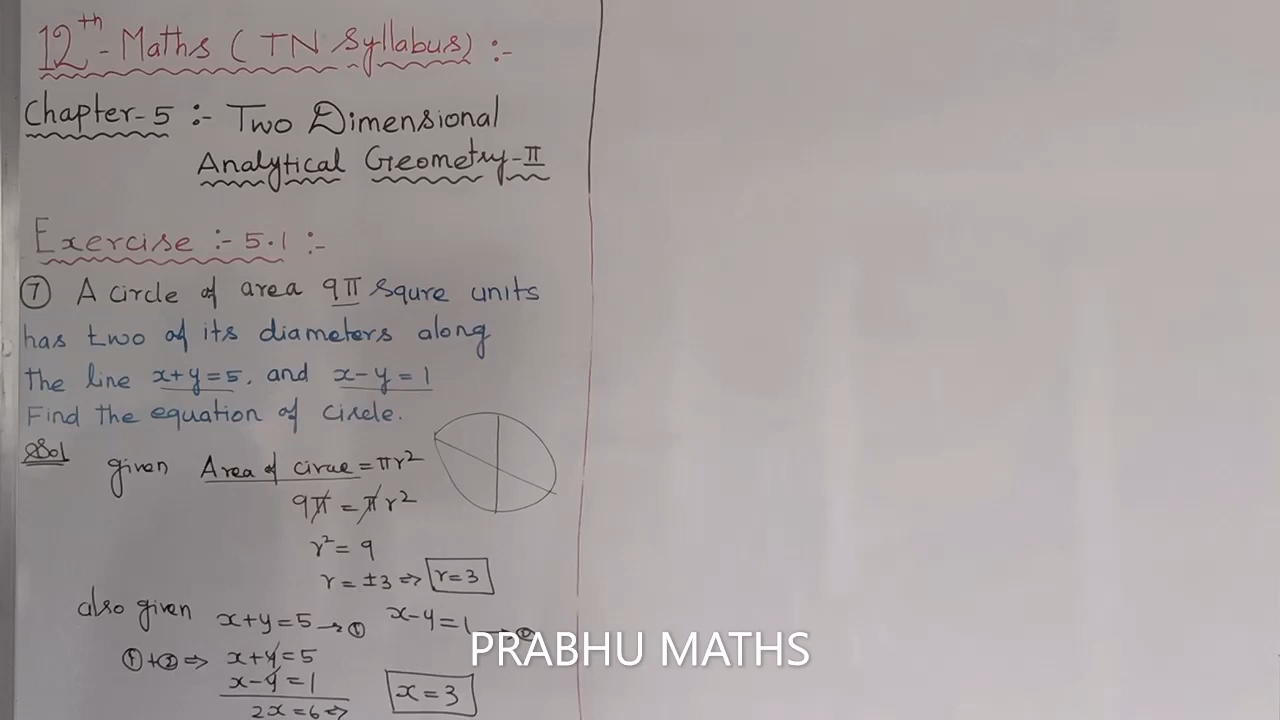 12th - Maths (TN Syllabus) :-
Chapter-5 :- Two Dimensional
Analytical Geometry-II
Exercise :- 5.1 :-
⑦ A circle of area 9π squre units
has two of its diameters along
the line x+y=5, and x-y=1
Find the equation of circle.
Sol
given Area of cirue = πr²
9π = πr²
r² = 9
r = ±3 ⇒ r=3
also given x+y=5 → ① x-y=1 → ②
①+② ⇒ x+y=5
x-y=1
2x=6 ⇒ x=3
PRABHU MATHS